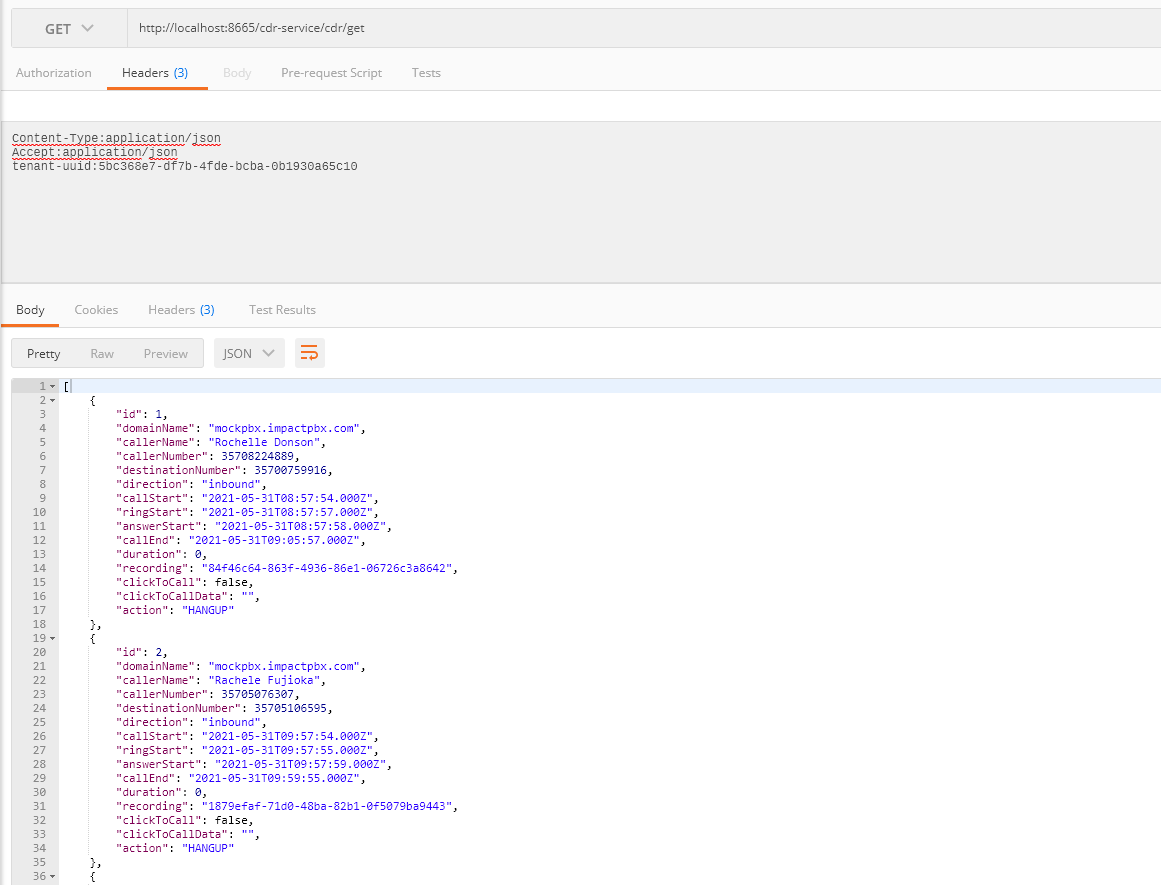 GET http://localhost:8665/cdr-service/cdr/get
Authorization Headers (3) Body Pre-request Script Tests
Content-Type:application/json
Accept:application/json
tenant-uuid:5bc368e7-df7b-4fde-bcba-0b1930a65c10
Body Cookies Headers (3) Test Results
Pretty Raw Preview JSON
1 [
2 {
3 "id": 1,
4 "domainName": "mockpbx.impactpbx.com",
5 "callerName": "Rochelle Donson",
6 "callerNumber": 35708224889,
7 "destinationNumber": 35700759916,
8 "direction": "inbound",
9 "callStart": "2021-05-31T08:57:54.000Z",
10 "ringStart": "2021-05-31T08:57:57.000Z",
11 "answerStart": "2021-05-31T08:57:58.000Z",
12 "callEnd": "2021-05-31T09:05:57.000Z",
13 "duration": 0,
14 "recording": "84f46c64-863f-4936-86e1-06726c3a8642",
15 "clickToCall": false,
16 "clickToCallData": "",
17 "action": "HANGUP"
18 },
19 {
20 "id": 2,
21 "domainName": "mockpbx.impactpbx.com",
22 "callerName": "Rachele Fujioka",
23 "callerNumber": 35705076307,
24 "destinationNumber": 35705106595,
25 "direction": "inbound",
26 "callStart": "2021-05-31T09:57:54.000Z",
27 "ringStart": "2021-05-31T09:57:55.000Z",
28 "answerStart": "2021-05-31T09:57:59.000Z",
29 "callEnd": "2021-05-31T09:59:55.000Z",
30 "duration": 0,
31 "recording": "1879efaf-71d0-48ba-82b1-0f5079ba9443",
32 "clickToCall": false,
33 "clickToCallData": "",
34 "action": "HANGUP"
35 },
36 {